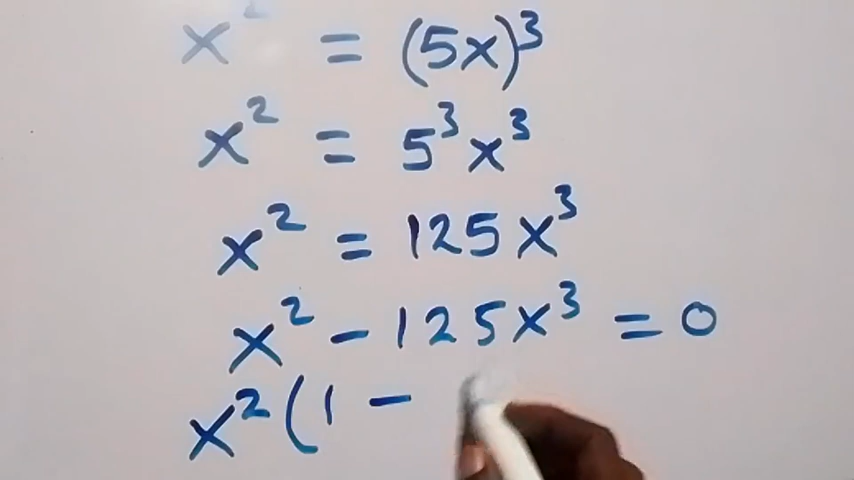 x² = (5x)³
x² = 5³x³
x² = 125x³
x² - 125x³ = 0
x²(1 -